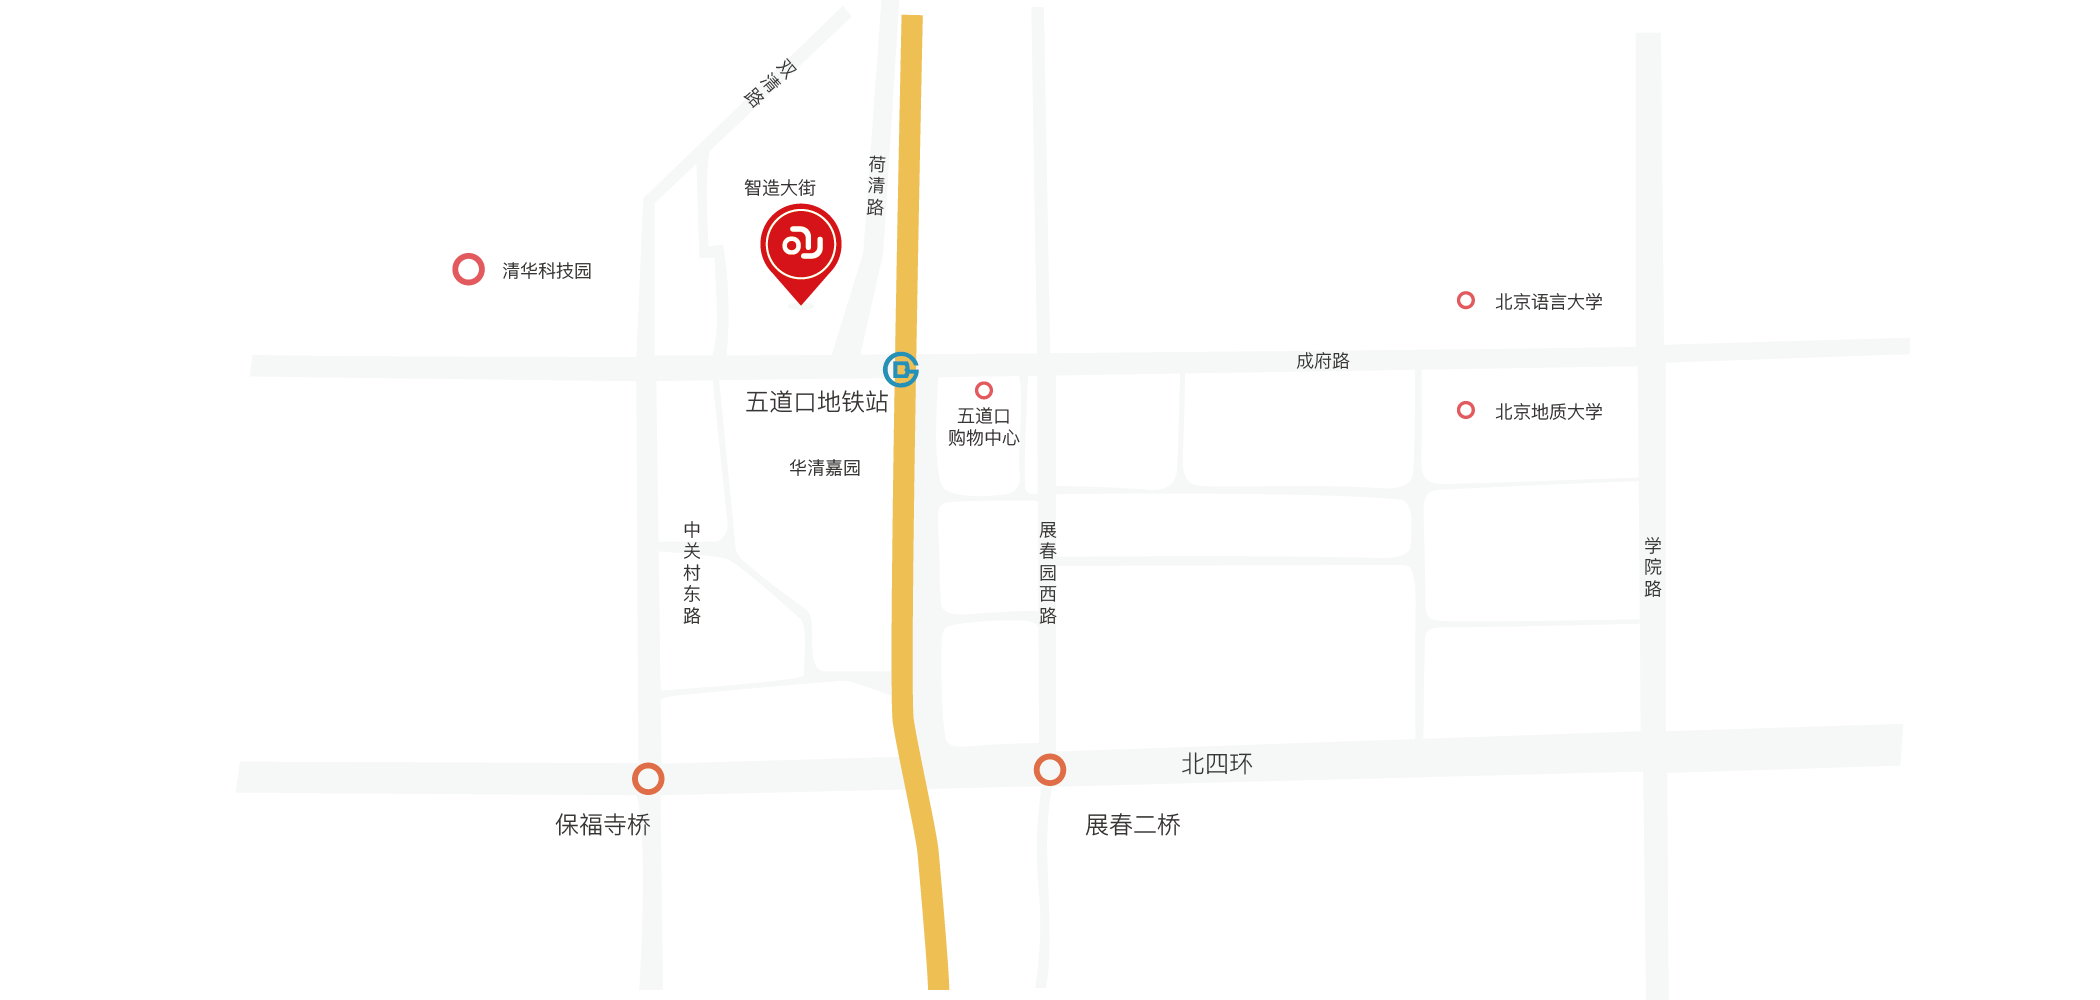 双清路
荷清路
智造大街
清华科技园
北京语言大学
成府路
五道口地铁站
五道口
购物中心
北京地质大学
华清嘉园
中关村东路
展春园西路
学院路
北四环
保福寺桥
展春二桥